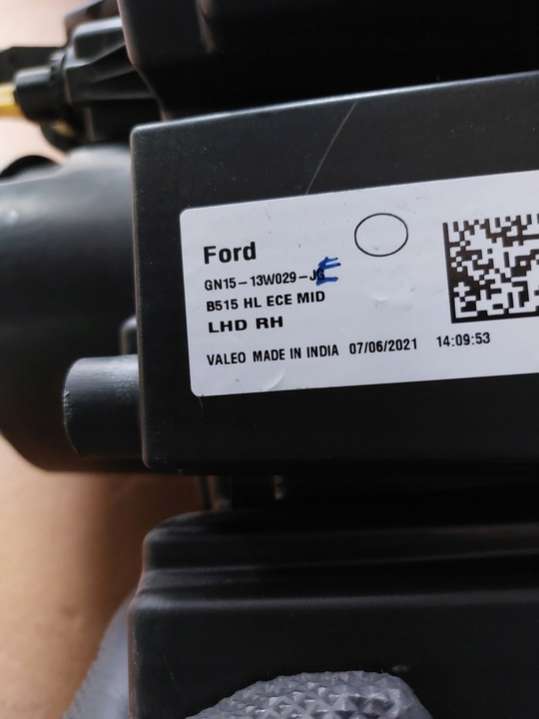 Ford
GN15-13W029-JE
B515 HL ECE MID
LHD RH
VALEO MADE IN INDIA 07/06/2021 14:09:53